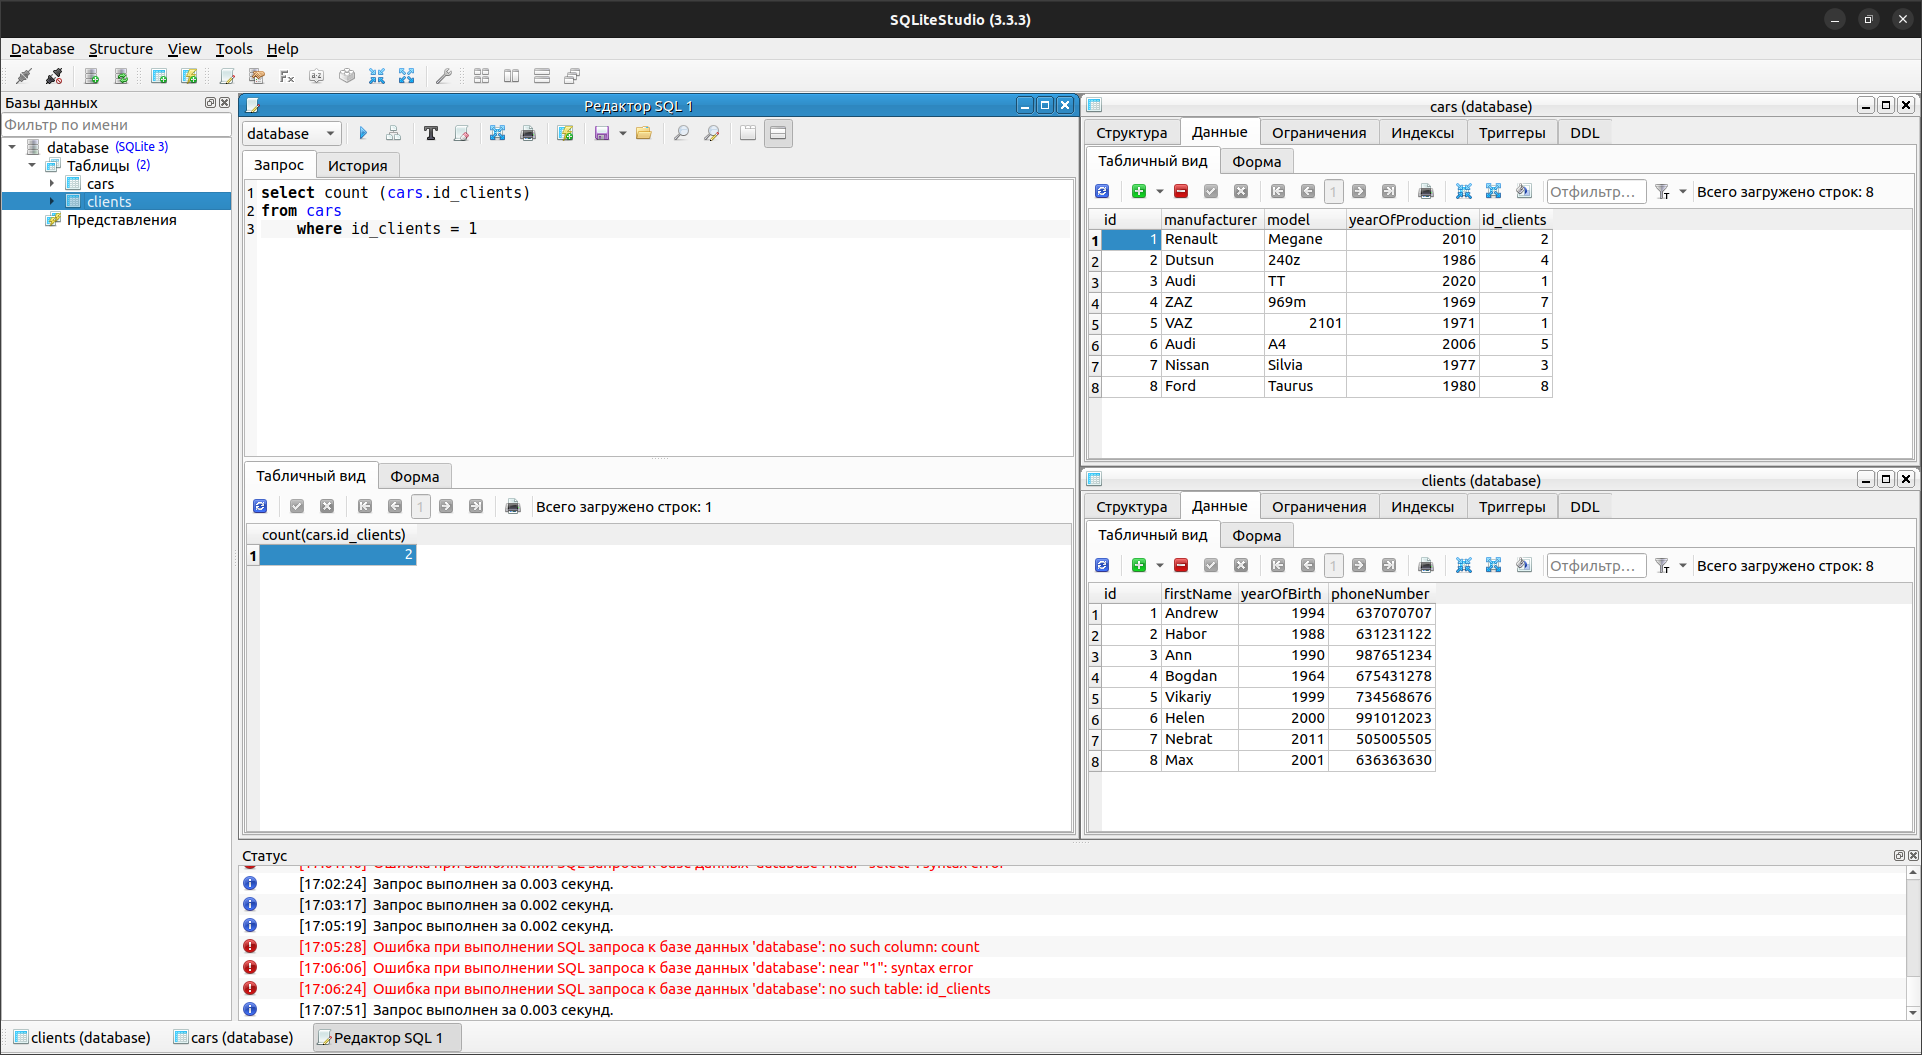 SQLiteStudio (3.3.3)
Database Structure View Tools Help
Базы данных
Фильтр по имени
database (SQLite 3)
Таблицы (2)
cars
clients
Представления
Редактор SQL 1
database
Запрос История
1 select count (cars.id_clients)
2 from cars
3 where id_clients = 1
Табличный вид Форма
1 Всего загружено строк: 1
count(cars.id_clients)
1 2
cars (database)
Структура Данные Ограничения Индексы Триггеры DDL
Табличный вид Форма
1 Отфильтр... Всего загружено строк: 8
id manufacturer model yearOfProduction id_clients
1 1 Renault Megane 2010 2
2 2 Dutsun 240z 1986 4
3 3 Audi TT 2020 1
4 4 ZAZ 969m 1969 7
5 5 VAZ 2101 1971 1
6 6 Audi A4 2006 5
7 7 Nissan Silvia 1977 3
8 8 Ford Taurus 1980 8
clients (database)
Структура Данные Ограничения Индексы Триггеры DDL
Табличный вид Форма
1 Отфильтр... Всего загружено строк: 8
id firstName yearOfBirth phoneNumber
1 1 Andrew 1994 637070707
2 2 Habor 1988 631231122
3 3 Ann 1990 987651234
4 4 Bogdan 1964 675431278
5 5 Vikariy 1999 734568676
6 6 Helen 2000 991012023
7 7 Nebrat 2011 505005505
8 8 Max 2001 636363630
Статус
[17:02:24] Запрос выполнен за 0.003 секунд.
[17:03:17] Запрос выполнен за 0.002 секунд.
[17:05:19] Запрос выполнен за 0.002 секунд.
[17:05:28] Ошибка при выполнении SQL запроса к базе данных 'database': no such column: count
[17:06:06] Ошибка при выполнении SQL запроса к базе данных 'database': near "1": syntax error
[17:06:24] Ошибка при выполнении SQL запроса к базе данных 'database': no such table: id_clients
[17:07:51] Запрос выполнен за 0.003 секунд.
clients (database) cars (database) Редактор SQL 1